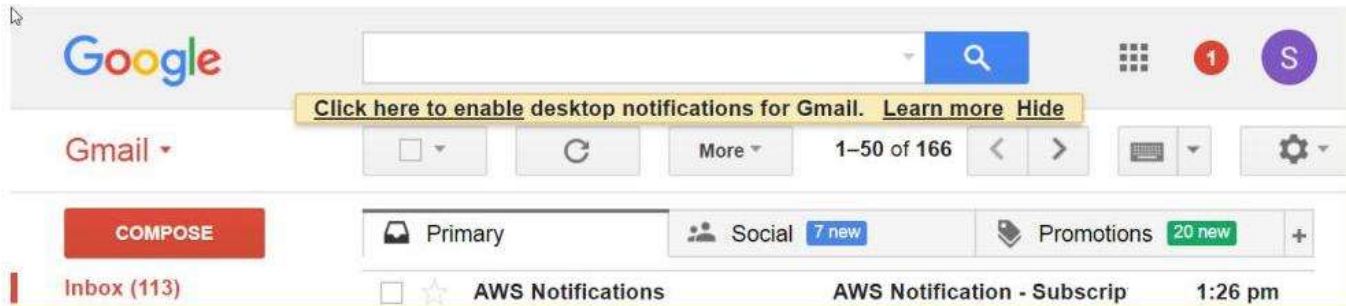 Google
1
S
Click here to enable desktop notifications for Gmail. Learn more Hide
Gmail
More
1–50 of 166
COMPOSE
Primary
Social 7 new
Promotions 20 new
+
Inbox (113)
AWS Notifications AWS Notification - Subscrip 1:26 pm